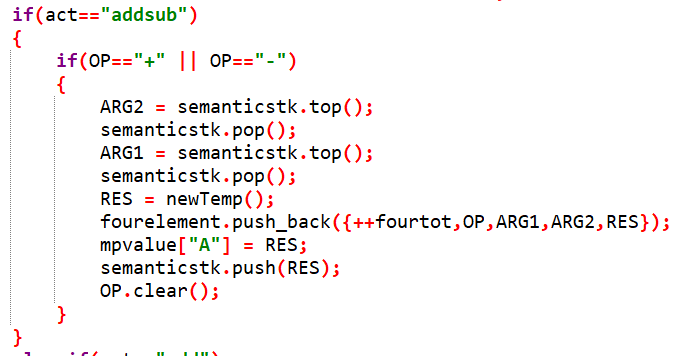 if(act=="addsub")
{
if(OP=="+" || OP=="-")
{
ARG2 = semanticstk.top();
semanticstk.pop();
ARG1 = semanticstk.top();
semanticstk.pop();
RES = newTemp();
fourelement.push_back({++fourtot,OP,ARG1,ARG2,RES});
mpvalue["A"] = RES;
semanticstk.push(RES);
OP.clear();
}
}